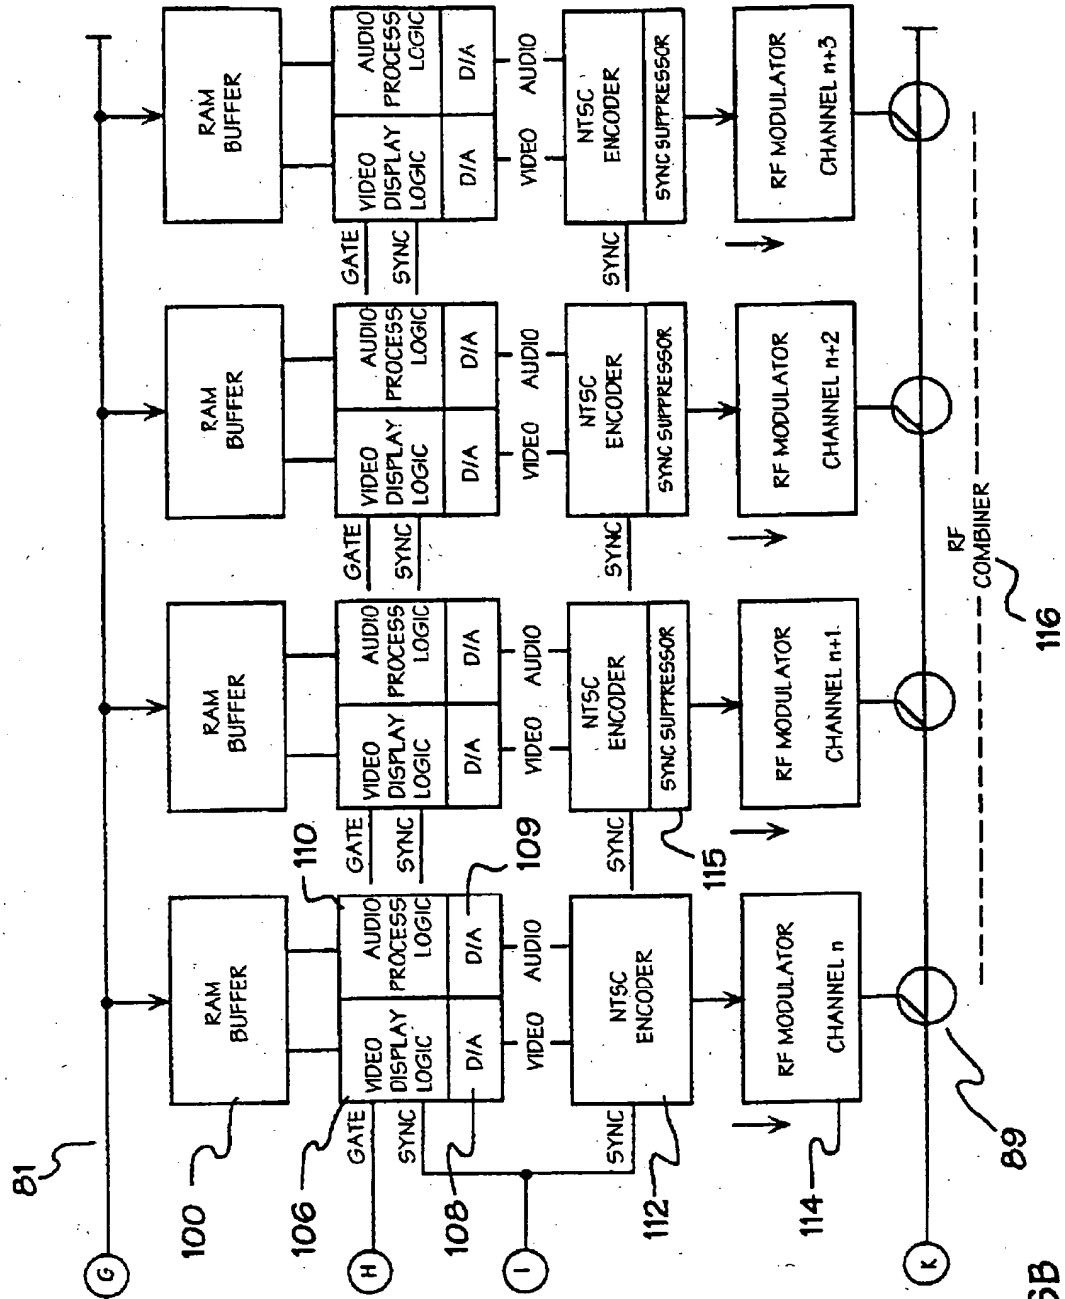 81
G
RAM
BUFFER
RAM
BUFFER
RAM
BUFFER
RAM
BUFFER
100
106
110
H
GATE
SYNC
VIDEO
DISPLAY
LOGIC
AUDIO
PROCESS
LOGIC
D/A
D/A
GATE
SYNC
VIDEO
DISPLAY
LOGIC
AUDIO
PROCESS
LOGIC
D/A
D/A
GATE
SYNC
VIDEO
DISPLAY
LOGIC
AUDIO
PROCESS
LOGIC
D/A
D/A
GATE
SYNC
VIDEO
DISPLAY
LOGIC
AUDIO
PROCESS
LOGIC
D/A
D/A
108
109
I
VIDEO
AUDIO
VIDEO
AUDIO
VIDEO
AUDIO
VIDEO
AUDIO
112
SYNC
NTSC
ENCODER
SYNC
NTSC
ENCODER
SYNC SUPPRESSOR
SYNC
NTSC
ENCODER
SYNC SUPPRESSOR
SYNC
NTSC
ENCODER
SYNC SUPPRESSOR
115
114
RF MODULATOR
CHANNEL n
RF MODULATOR
CHANNEL n+1
RF MODULATOR
CHANNEL n+2
RF MODULATOR
CHANNEL n+3
K
89
RF
COMBINER
116
6B